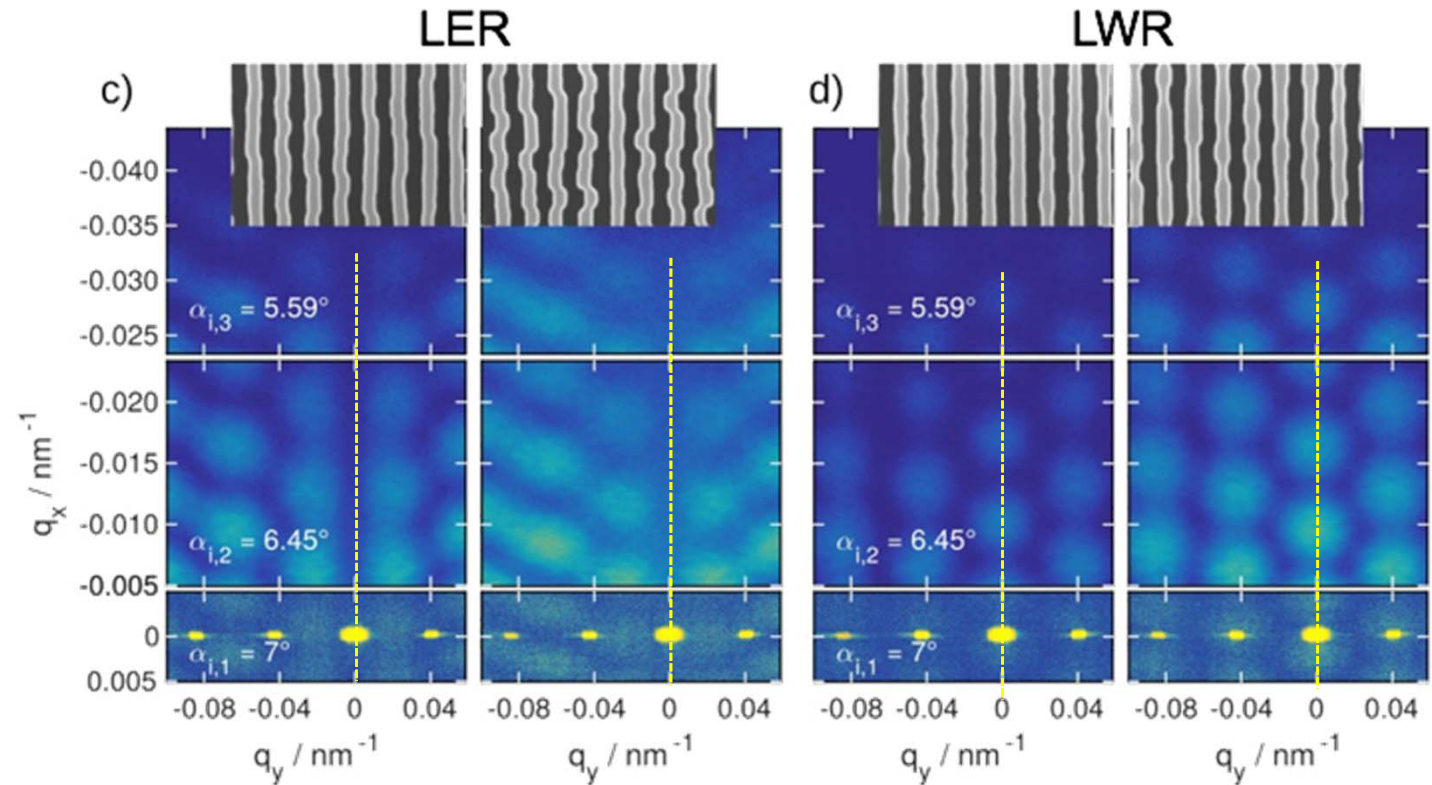 LER LWR
c) d)
-0.040
-0.035
-0.030
-0.025
αi,3 = 5.59° αi,3 = 5.59°
-0.020
-0.015
-0.010
-0.005
αi,2 = 6.45° αi,2 = 6.45°
0
0.005
αi,1 = 7° αi,1 = 7°
qx / nm-1
-0.08 -0.04 0 0.04 -0.08 -0.04 0 0.04 -0.08 -0.04 0 0.04 -0.08 -0.04 0 0.04
qy / nm-1 qy / nm-1 qy / nm-1 qy / nm-1